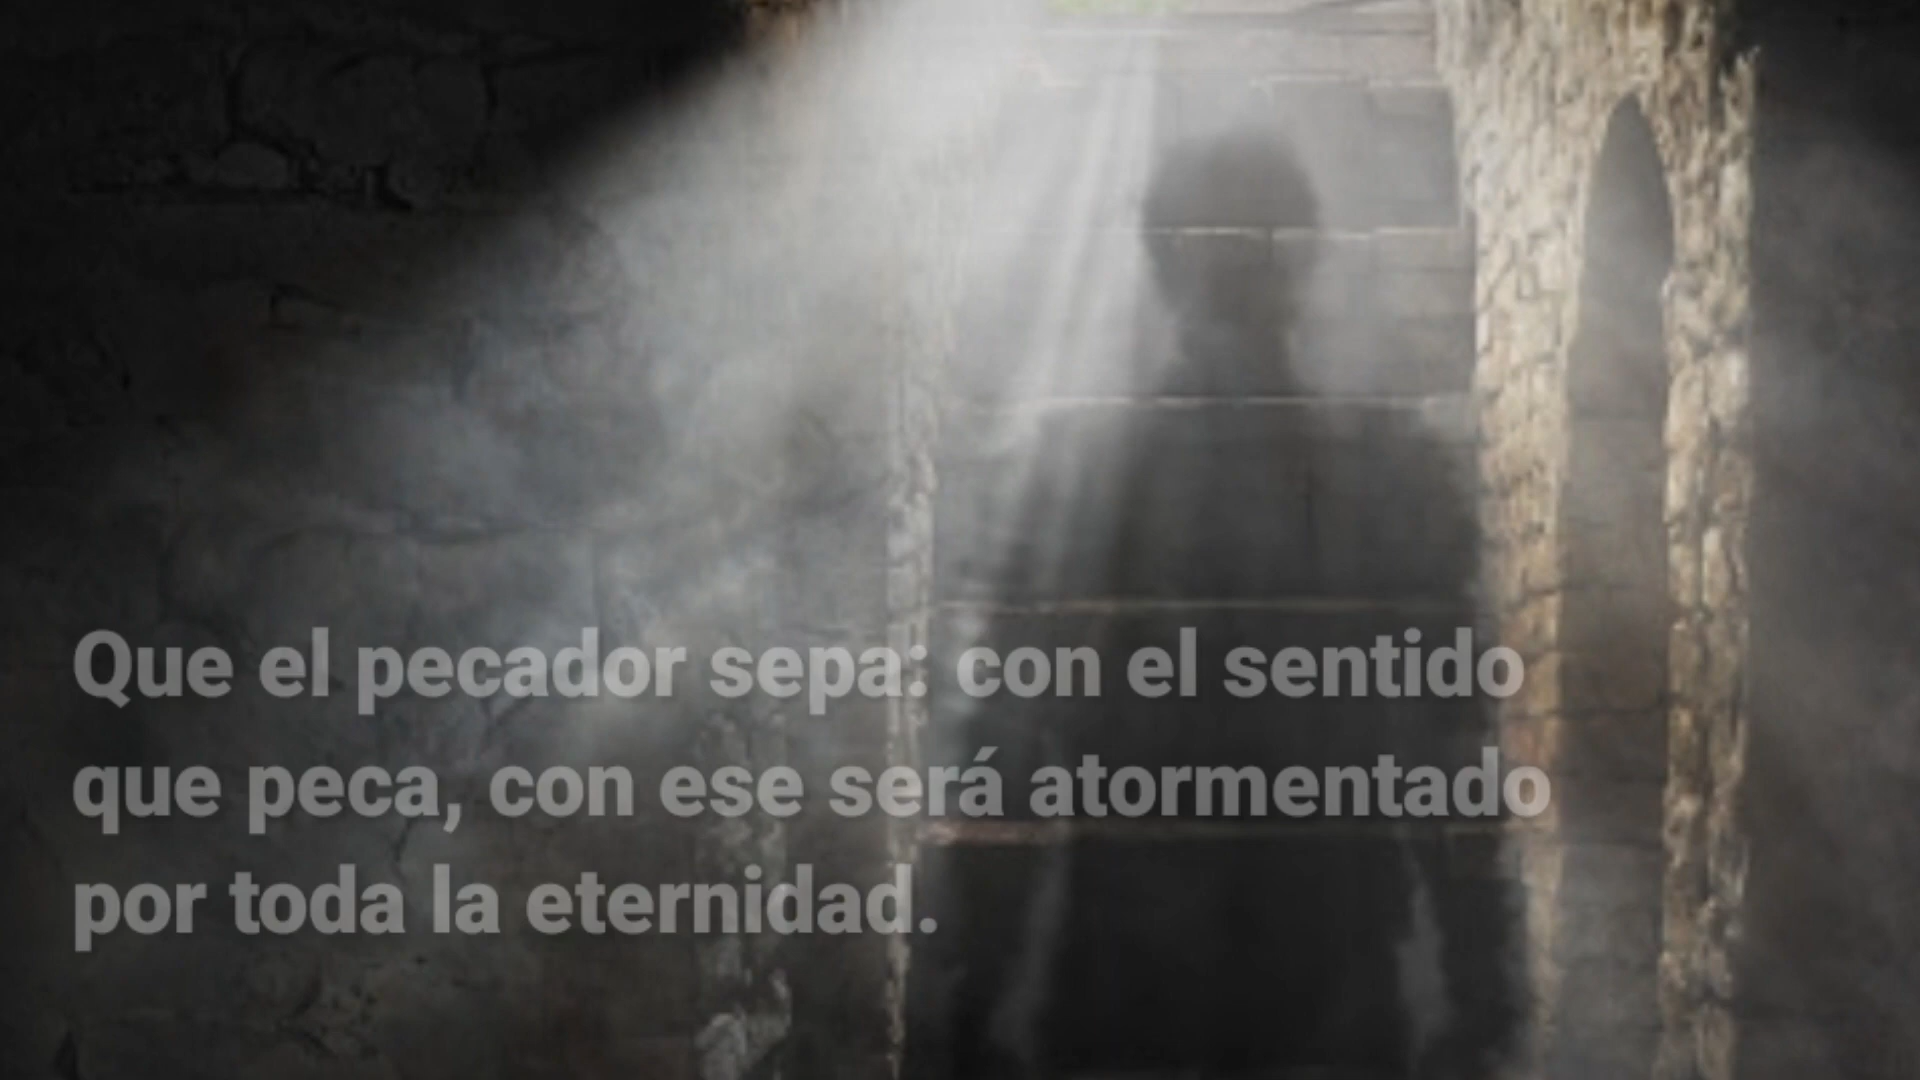 Que el pecador sepa: con el sentido
que peca, con ese será atormentado
por toda la eternidad.